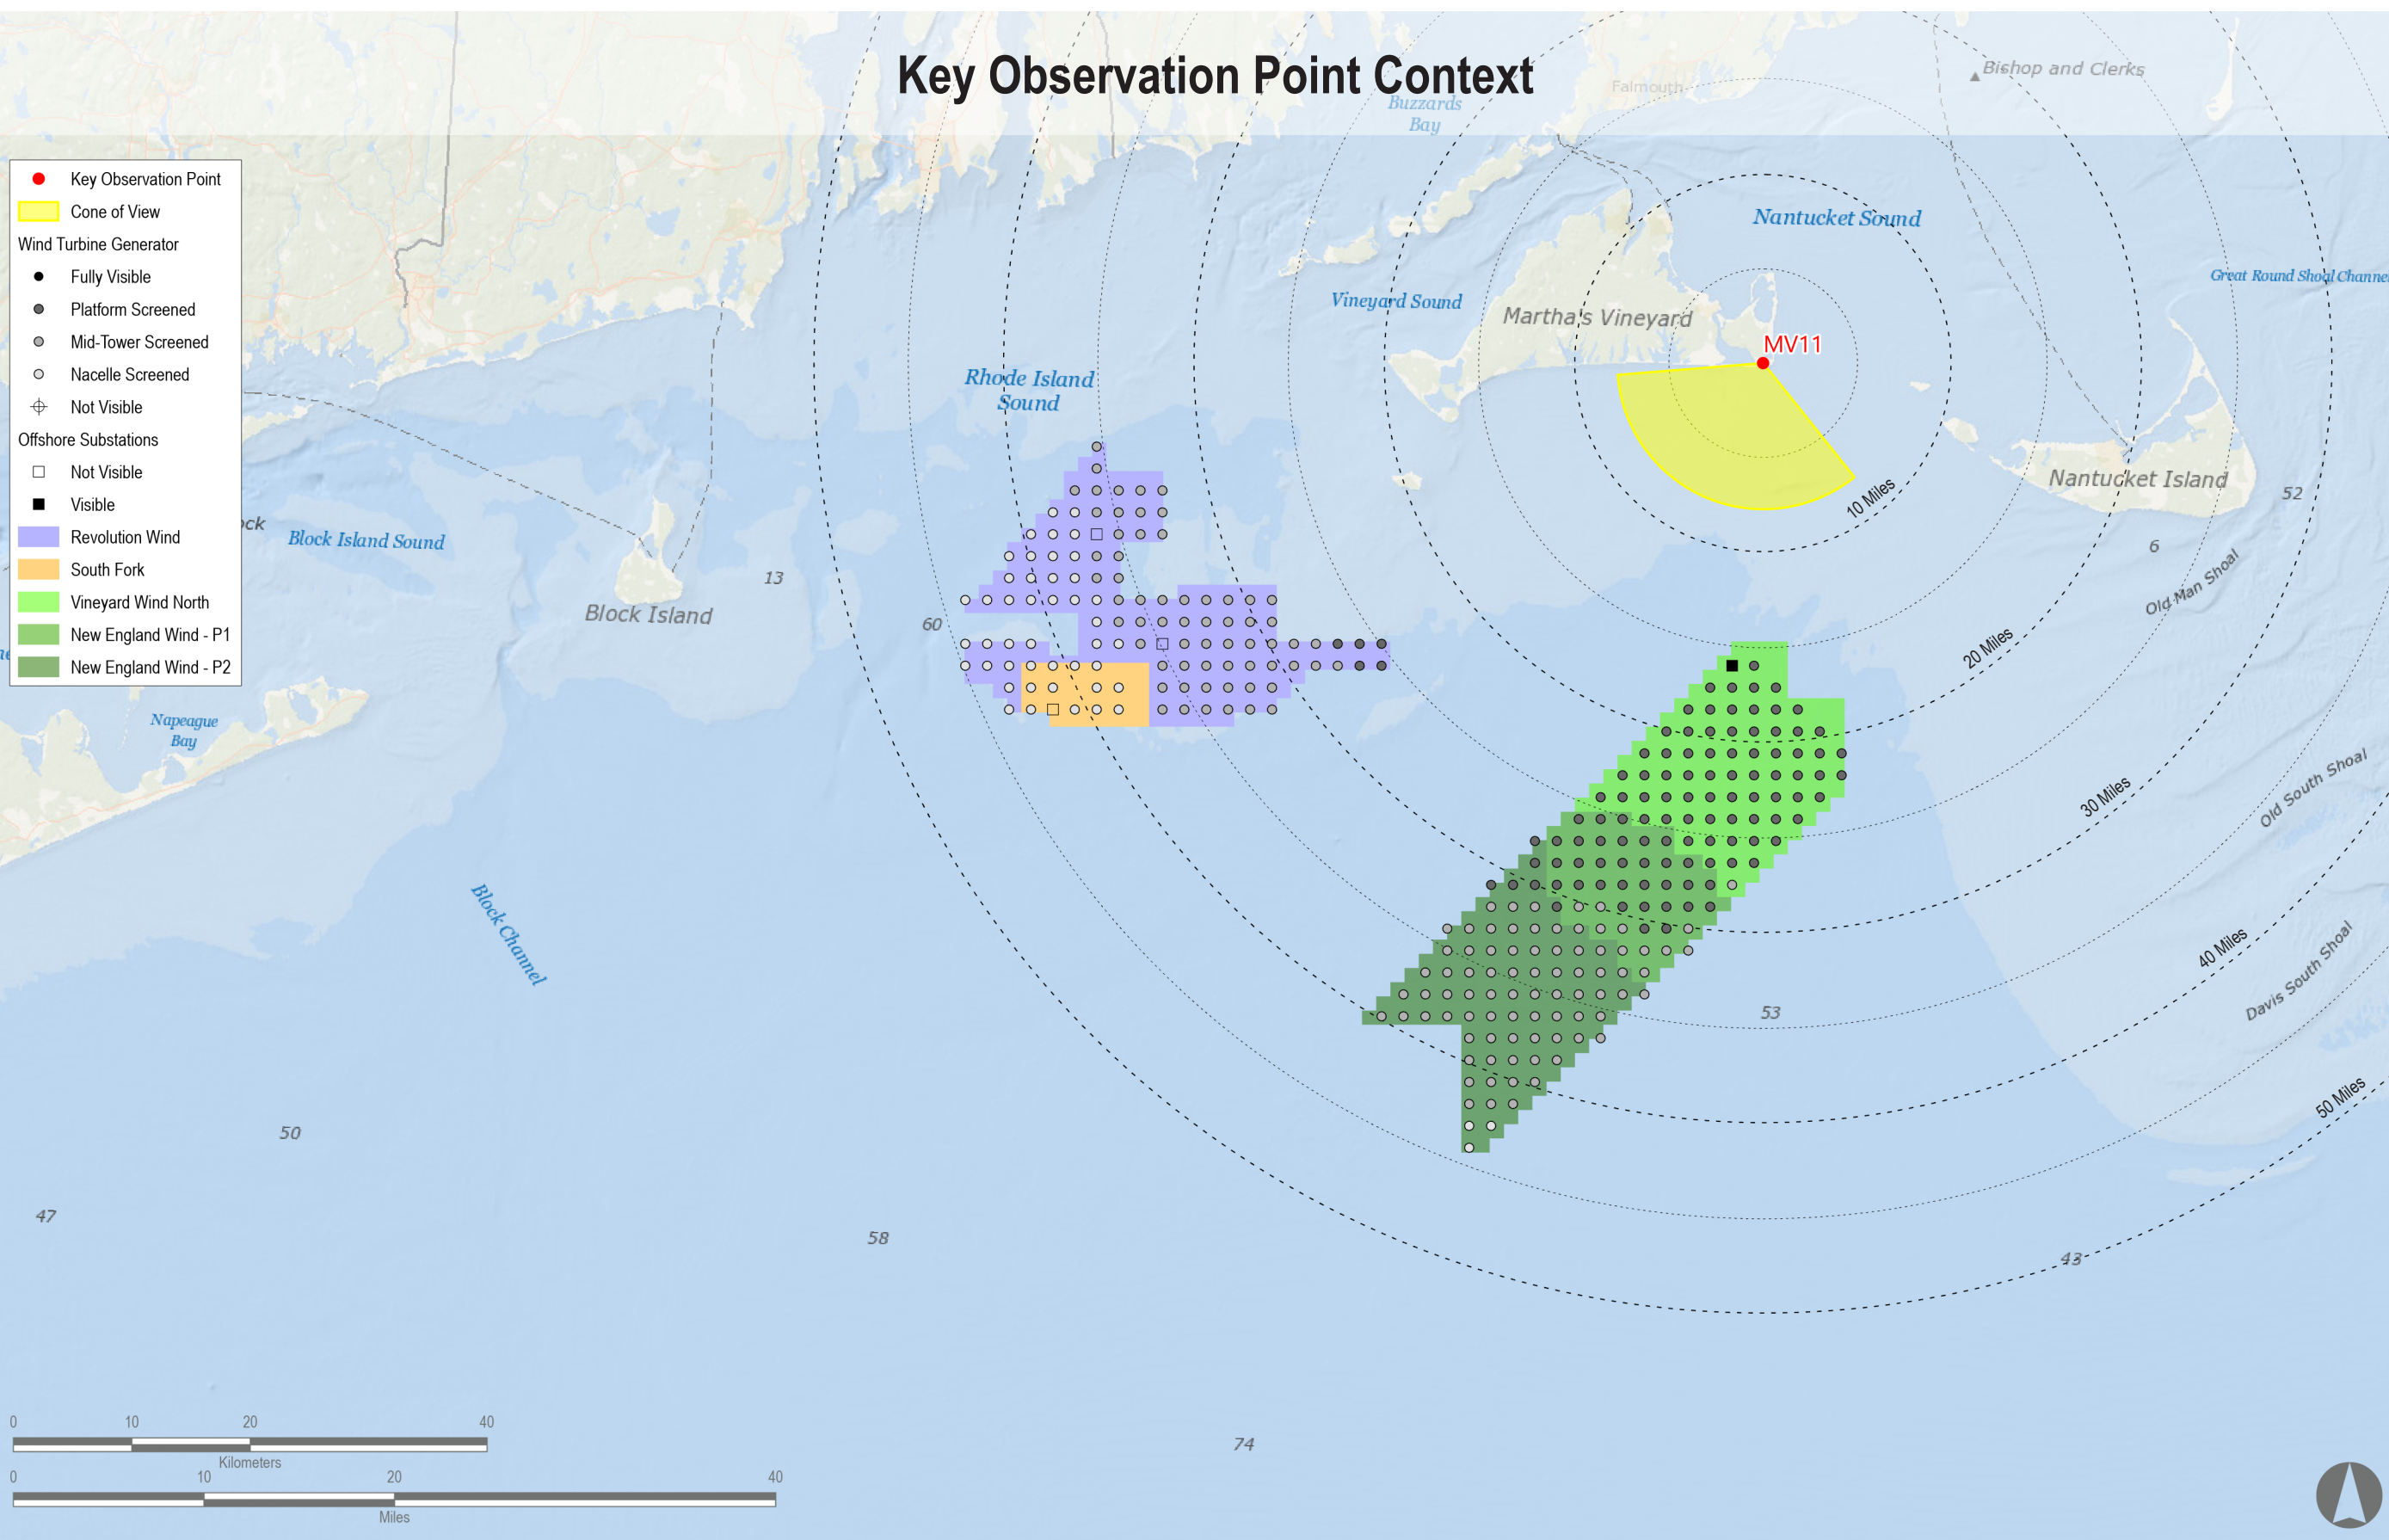 Key Observation Point Context
Bishop and Clerks
Falmouth
Buzzards
Bay
Key Observation Point
Cone of View
Wind Turbine Generator
Fully Visible
Platform Screened
Mid-Tower Screened
Nacelle Screened
Not Visible
Offshore Substations
Not Visible
Visible
Revolution Wind
South Fork
Vineyard Wind North
New England Wind - P1
New England Wind - P2
Nantucket Sound
Great Round Shoal Channel
Vineyard Sound
Martha's Vineyard
MV11
Rhode Island
Sound
Nantucket Island
52
10 Miles
ock
Block Island Sound
6
13
Old Man Shoal
Block Island
60
20 Miles
Napeague
Bay
Old South Shoal
30 Miles
Block Channel
40 Miles
Davis South Shoal
53
50 Miles
50
47
58
43
74
0 10 20 40
Kilometers
0 10 20 40
Miles